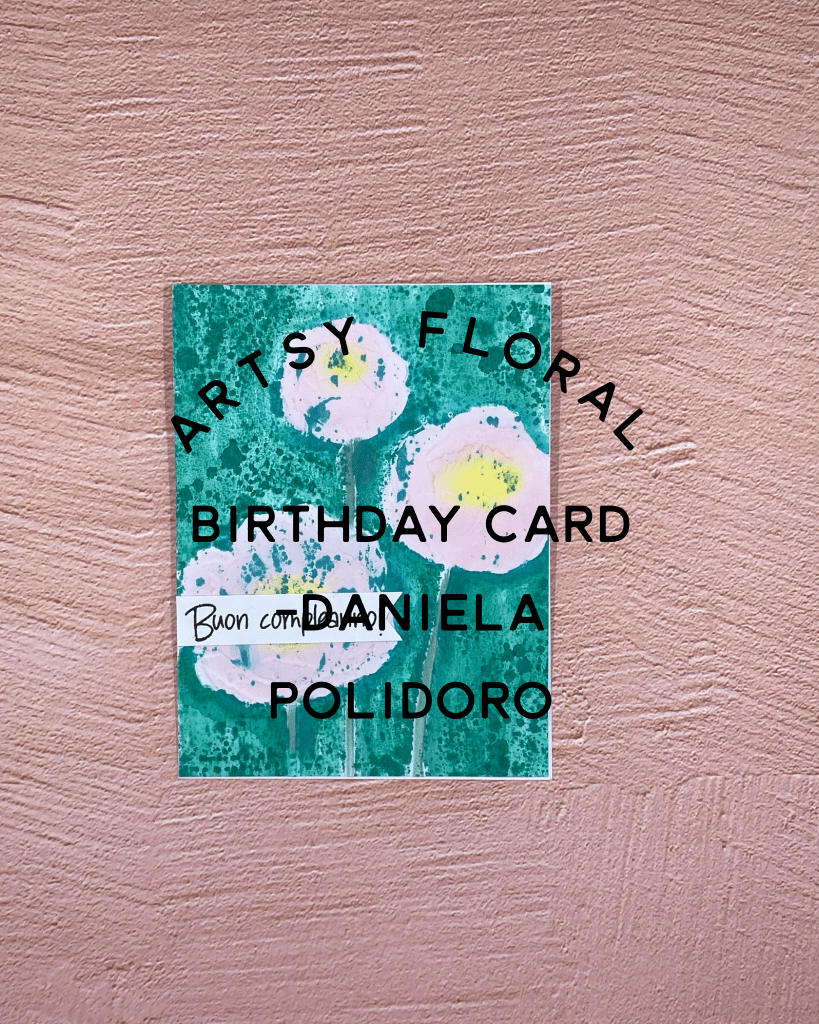 ARTSY FLORAL
BIRTHDAY CARD
-DANIELA
Buon compleanno!
POLIDORO